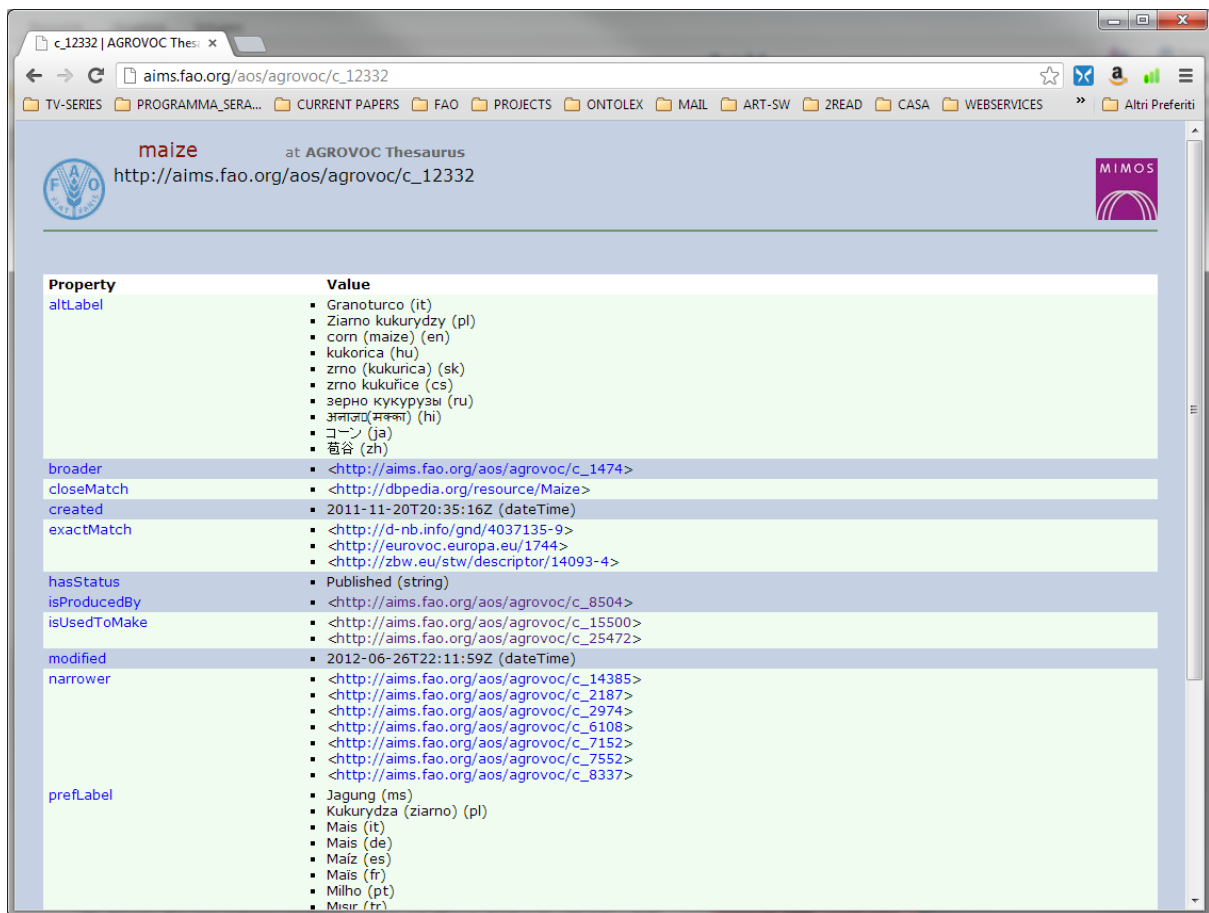 c_12332 | AGROVOC Thes
aims.fao.org/aos/agrovoc/c_12332
TV-SERIES PROGRAMMA_SERA... CURRENT PAPERS FAO PROJECTS ONTOLEX MAIL ART-SW 2READ CASA WEBSERVICES » Altri Preferiti
maize at AGROVOC Thesaurus
http://aims.fao.org/aos/agrovoc/c_12332
FAO
FIAT PANIS
MIMOS
Property Value
altLabel Granoturco (it)
Ziarno kukurydzy (pl)
corn (maize) (en)
kukorica (hu)
zrno (kukurica) (sk)
zrno kukuřice (cs)
зерно кукурузы (ru)
(मक्का) (hi)
コーン (ja)
苞谷 (zh)
broader <http://aims.fao.org/aos/agrovoc/c_1474>
closeMatch <http://dbpedia.org/resource/Maize>
created 2011-11-20T20:35:16Z (dateTime)
exactMatch <http://d-nb.info/gnd/4037135-9>
<http://eurovoc.europa.eu/1744>
<http://zbw.eu/stw/descriptor/14093-4>
hasStatus Published (string)
isProducedBy <http://aims.fao.org/aos/agrovoc/c_8504>
isUsedToMake <http://aims.fao.org/aos/agrovoc/c_15500>
<http://aims.fao.org/aos/agrovoc/c_25472>
modified 2012-06-26T22:11:59Z (dateTime)
narrower <http://aims.fao.org/aos/agrovoc/c_14385>
<http://aims.fao.org/aos/agrovoc/c_2187>
<http://aims.fao.org/aos/agrovoc/c_2974>
<http://aims.fao.org/aos/agrovoc/c_6108>
<http://aims.fao.org/aos/agrovoc/c_7152>
<http://aims.fao.org/aos/agrovoc/c_7552>
<http://aims.fao.org/aos/agrovoc/c_8337>
prefLabel Jagung (ms)
Kukurydza (ziarno) (pl)
Mais (it)
Mais (de)
Maíz (es)
Maïs (fr)
Milho (pt)
Mısır (tr)